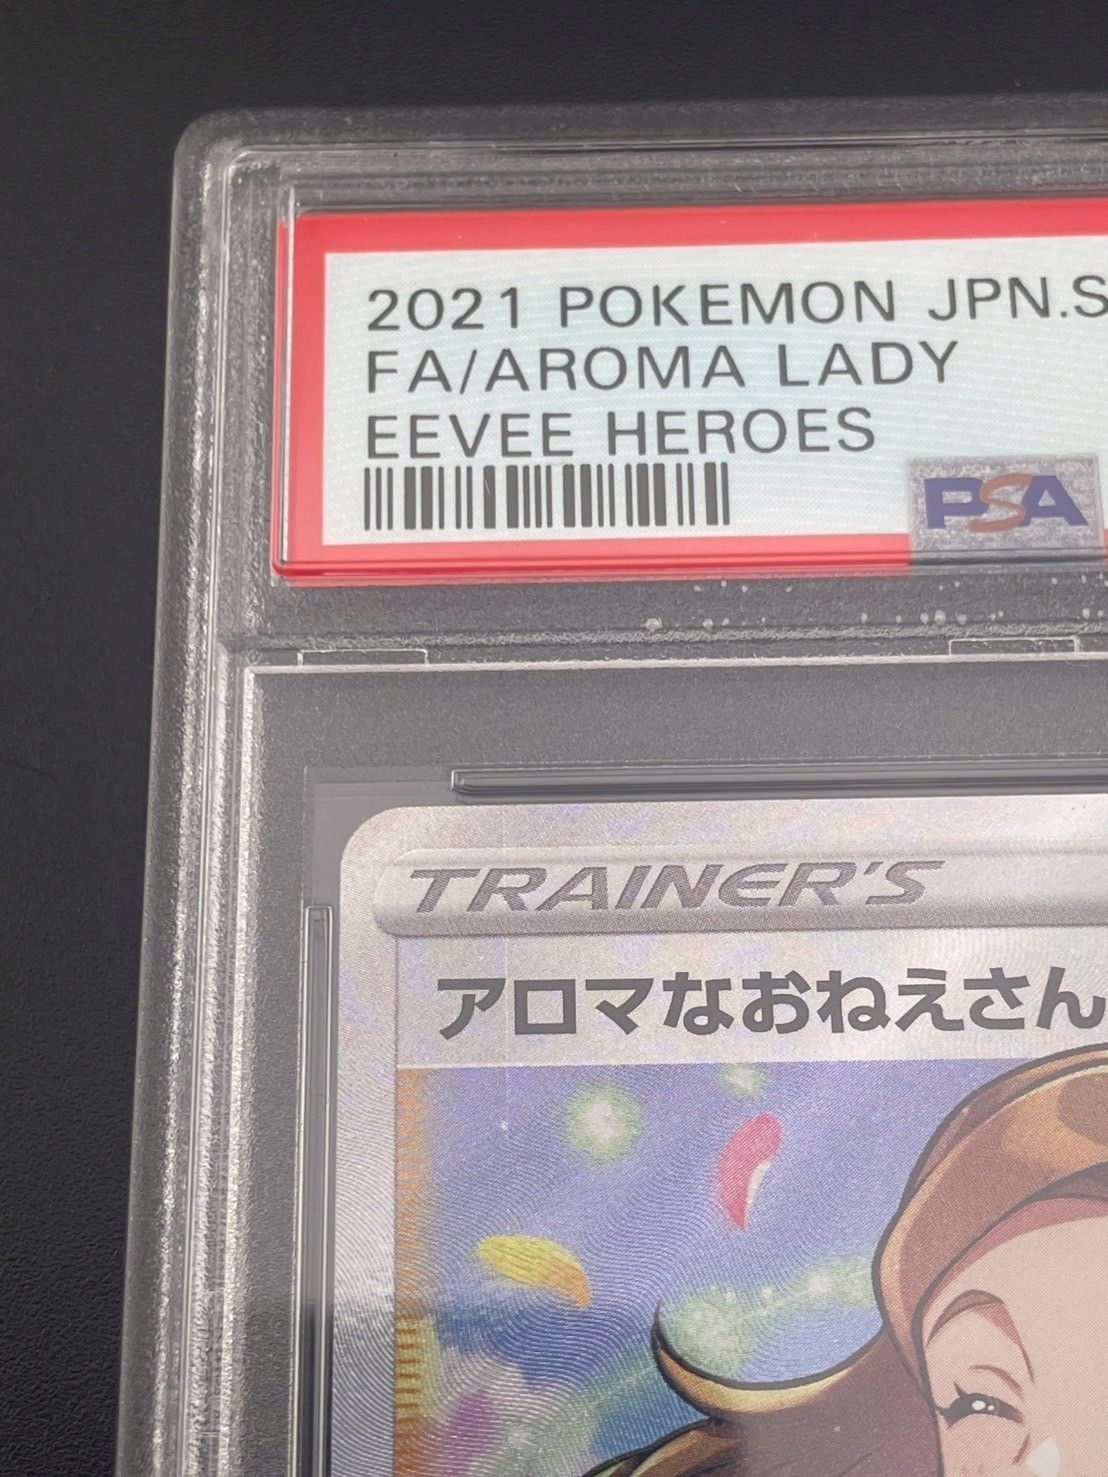 2021 POKEMON JPN.S
FA/AROMA LADY
EEVEE HEROES
PSA
TRAINER'S
アロマなおねえさん